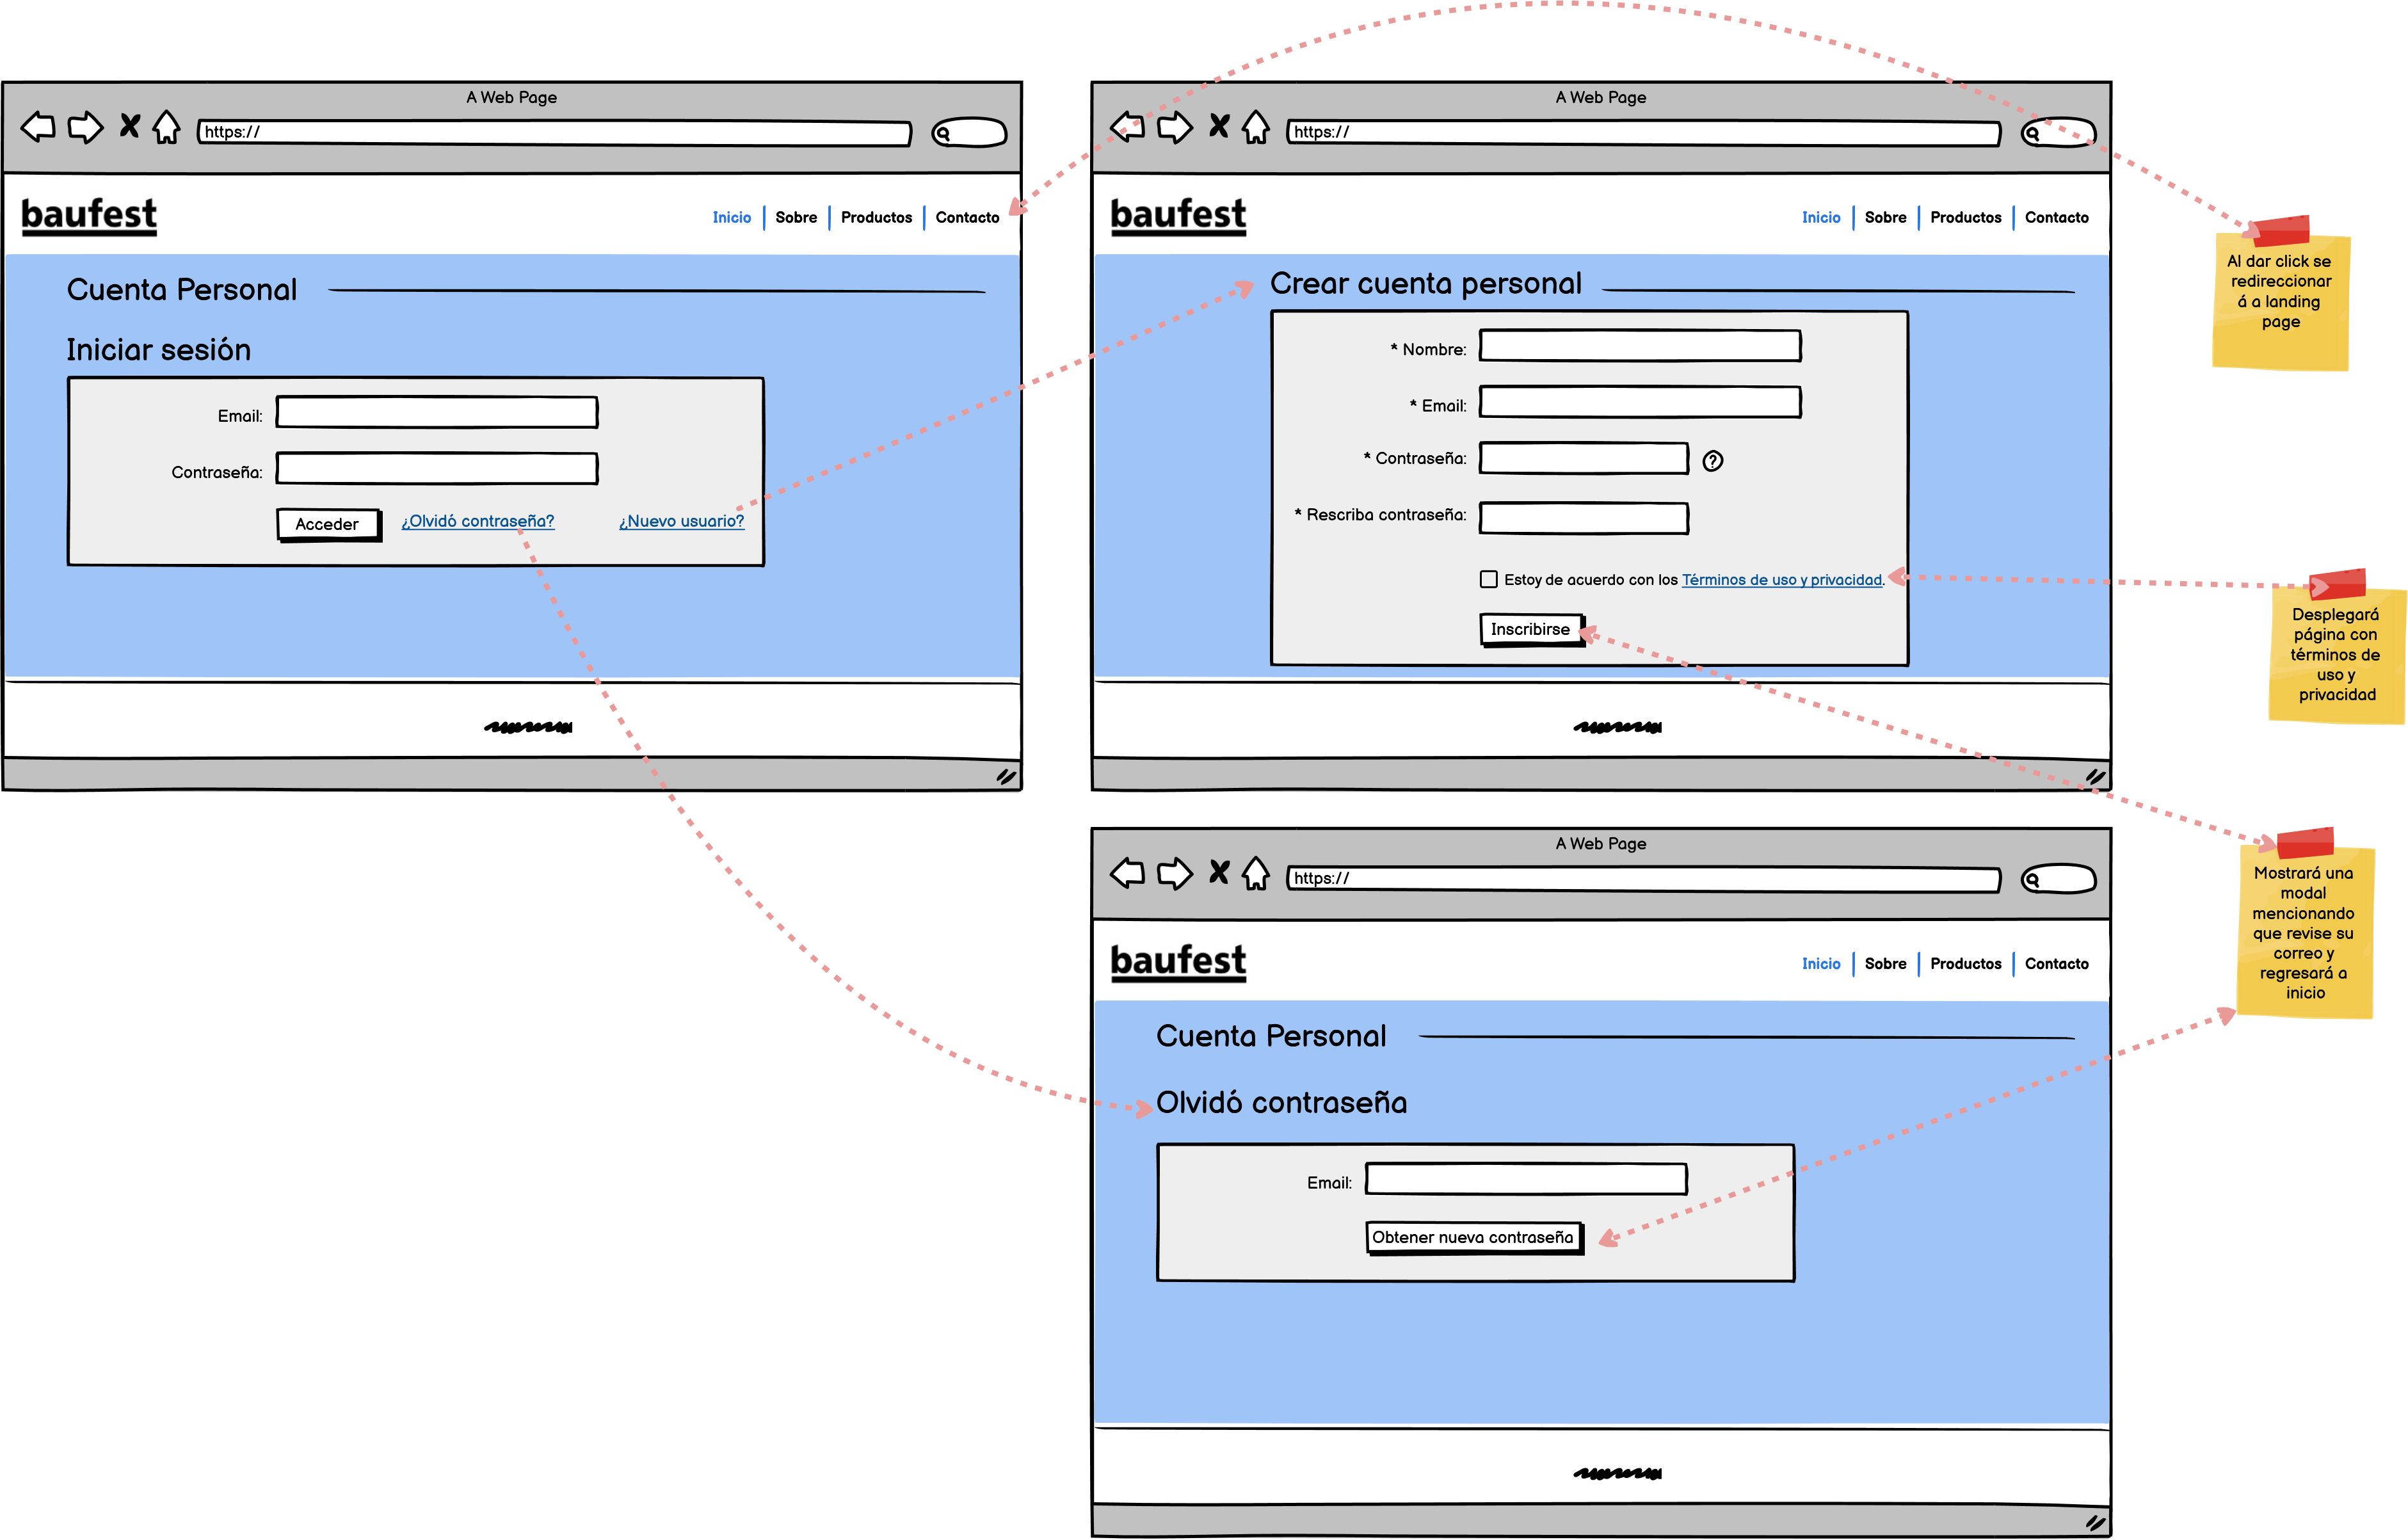 A Web Page
https://
baufest
Inicio Sobre Productos Contacto
Cuenta Personal
Iniciar sesión
Email:
Contraseña:
Acceder ¿Olvidó contraseña? ¿Nuevo usuario?
A Web Page
https://
baufest
Inicio Sobre Productos Contacto
Crear cuenta personal
* Nombre:
* Email:
* Contraseña: ?
* Rescriba contraseña:
Estoy de acuerdo con los Términos de uso y privacidad.
Inscribirse
Al dar click se
redireccionar
á a landing
page
Desplegará
página con
términos de
uso y
privacidad
Mostrará una
modal
mencionando
que revise su
correo y
regresará a
inicio
A Web Page
https://
baufest
Inicio Sobre Productos Contacto
Cuenta Personal
Olvidó contraseña
Email:
Obtener nueva contraseña